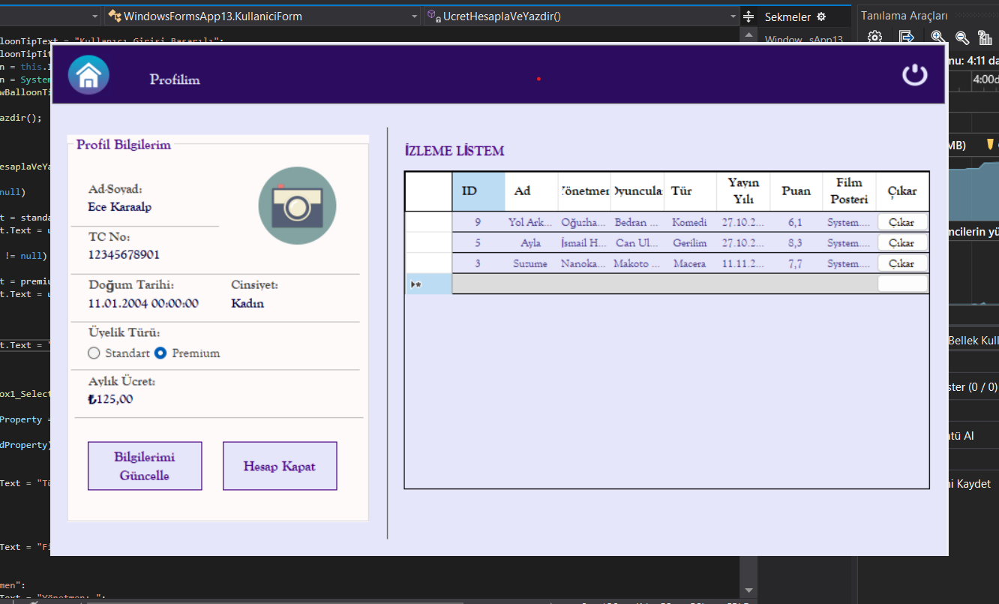 WindowsFormsApp13.KullaniciForm
UcretHesaplaVeYazdir()
Sekmeler
Tanılama Araçları
loonTipText = "Kullanıcı Girişi Başarılı";
Window...sApp13
loonTipTit
n = this.I
n = System
wBalloonTi
azdir();
esaplaVeYa
null)
t = standa
t.Text = u
!= null)
t = premiu
t.Text = u
t.Text = "
ox1_Select
Property =
dProperty)
Text = "Tü
Text = "Fi
men":
Text = "Yönetmen: ";
Profilim
Profil Bilgilerim
Ad-Soyad:
Ece Karaalp
TC No:
12345678901
Doğum Tarihi: Cinsiyet:
11.01.2004 00:00:00 Kadın
Üyelik Türü:
Standart Premium
Aylık Ücret:
₺125,00
Bilgilerimi
Güncelle
Hesap Kapat
İZLEME LİSTEM
ID Ad Yönetmen Oyuncular Tür Yayın Yılı Puan Film Posteri Çıkar
9 Yol Ark... Oğuzha... Bedran ... Komedi 27.10.2... 6,1 System.... Çıkar
5 Ayla İsmail H... Can Ul... Gerilim 27.10.2... 8,3 System.... Çıkar
3 Suzume Nanoka... Makoto ... Macera 11.11.2... 7,7 System.... Çıkar
mu: 4:11 da
4:00d
MB)
mcilerin yü
Bellek Kull
ster (0 / 0)
ntü Al
ni Kaydet